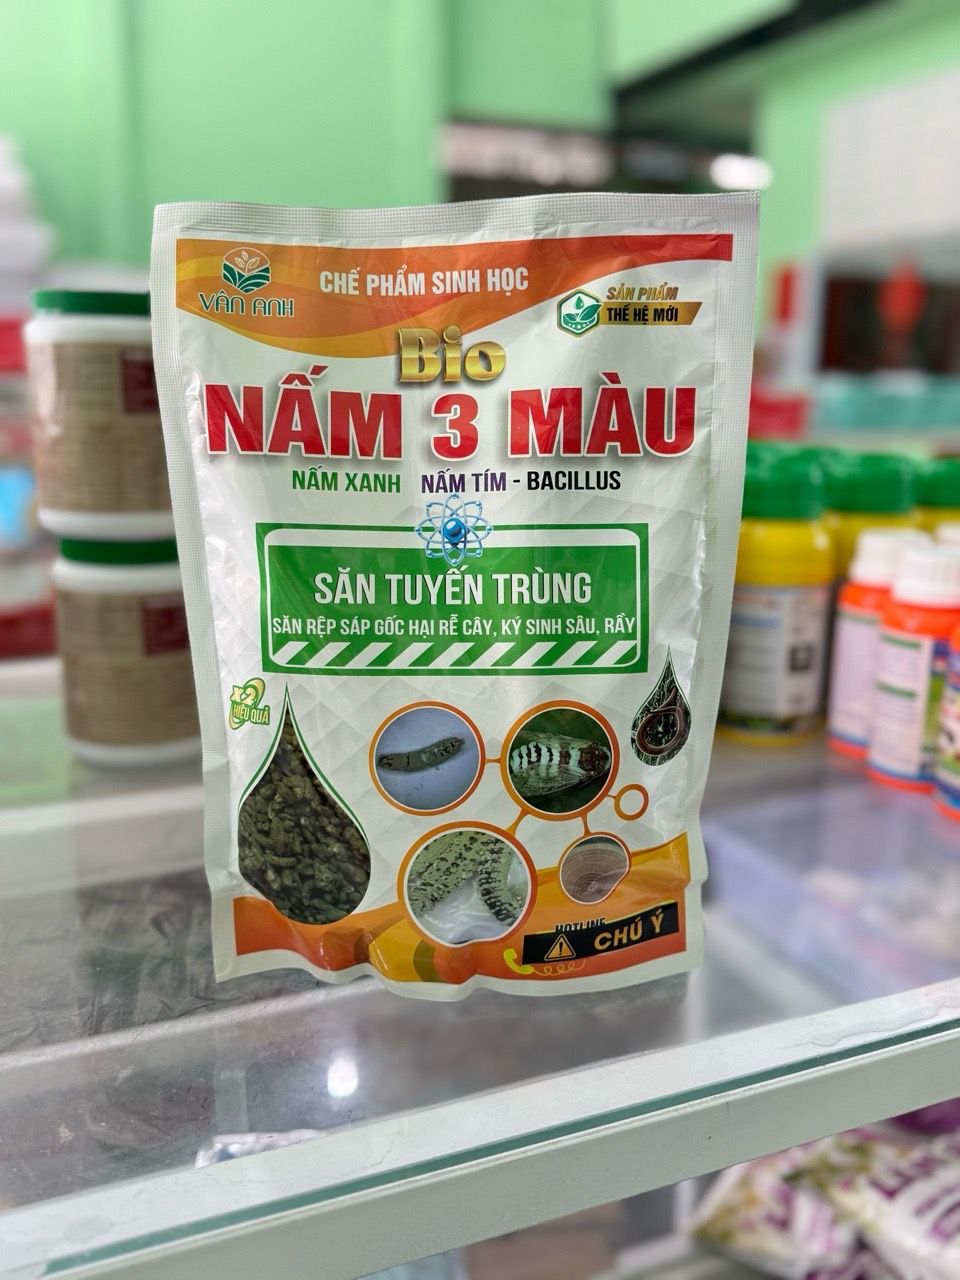 VÂN ANH
CHẾ PHẨM SINH HỌC
SẢN PHẨM
THẾ HỆ MỚI
Bio
NẤM 3 MÀU
NẤM XANH NẤM TÍM - BACILLUS
SĂN TUYẾN TRÙNG
SĂN RỆP SÁP GỐC HẠI RỄ CÂY, KÝ SINH SÂU, RẦY
X2
HIỆU QUẢ
HOTLINE
CHÚ Ý